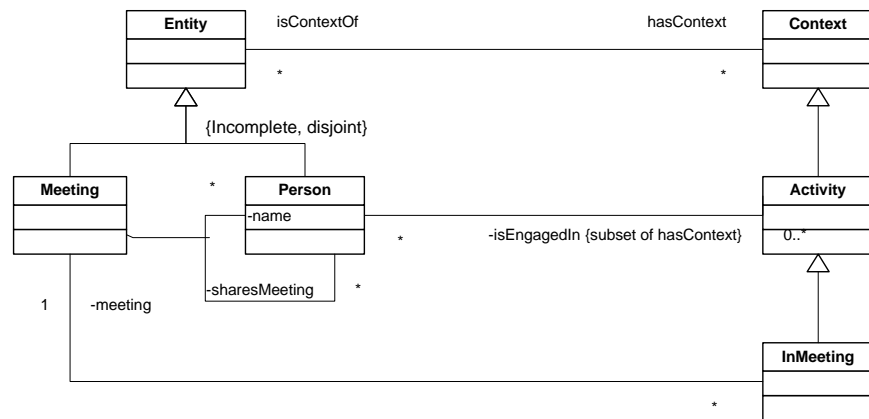 Entity
isContextOf
hasContext
Context
*
*
{Incomplete, disjoint}
Meeting
*
Person
Activity
-name
*
-isEngagedIn {subset of hasContext}
0..*
-sharesMeeting
*
1
-meeting
InMeeting
*